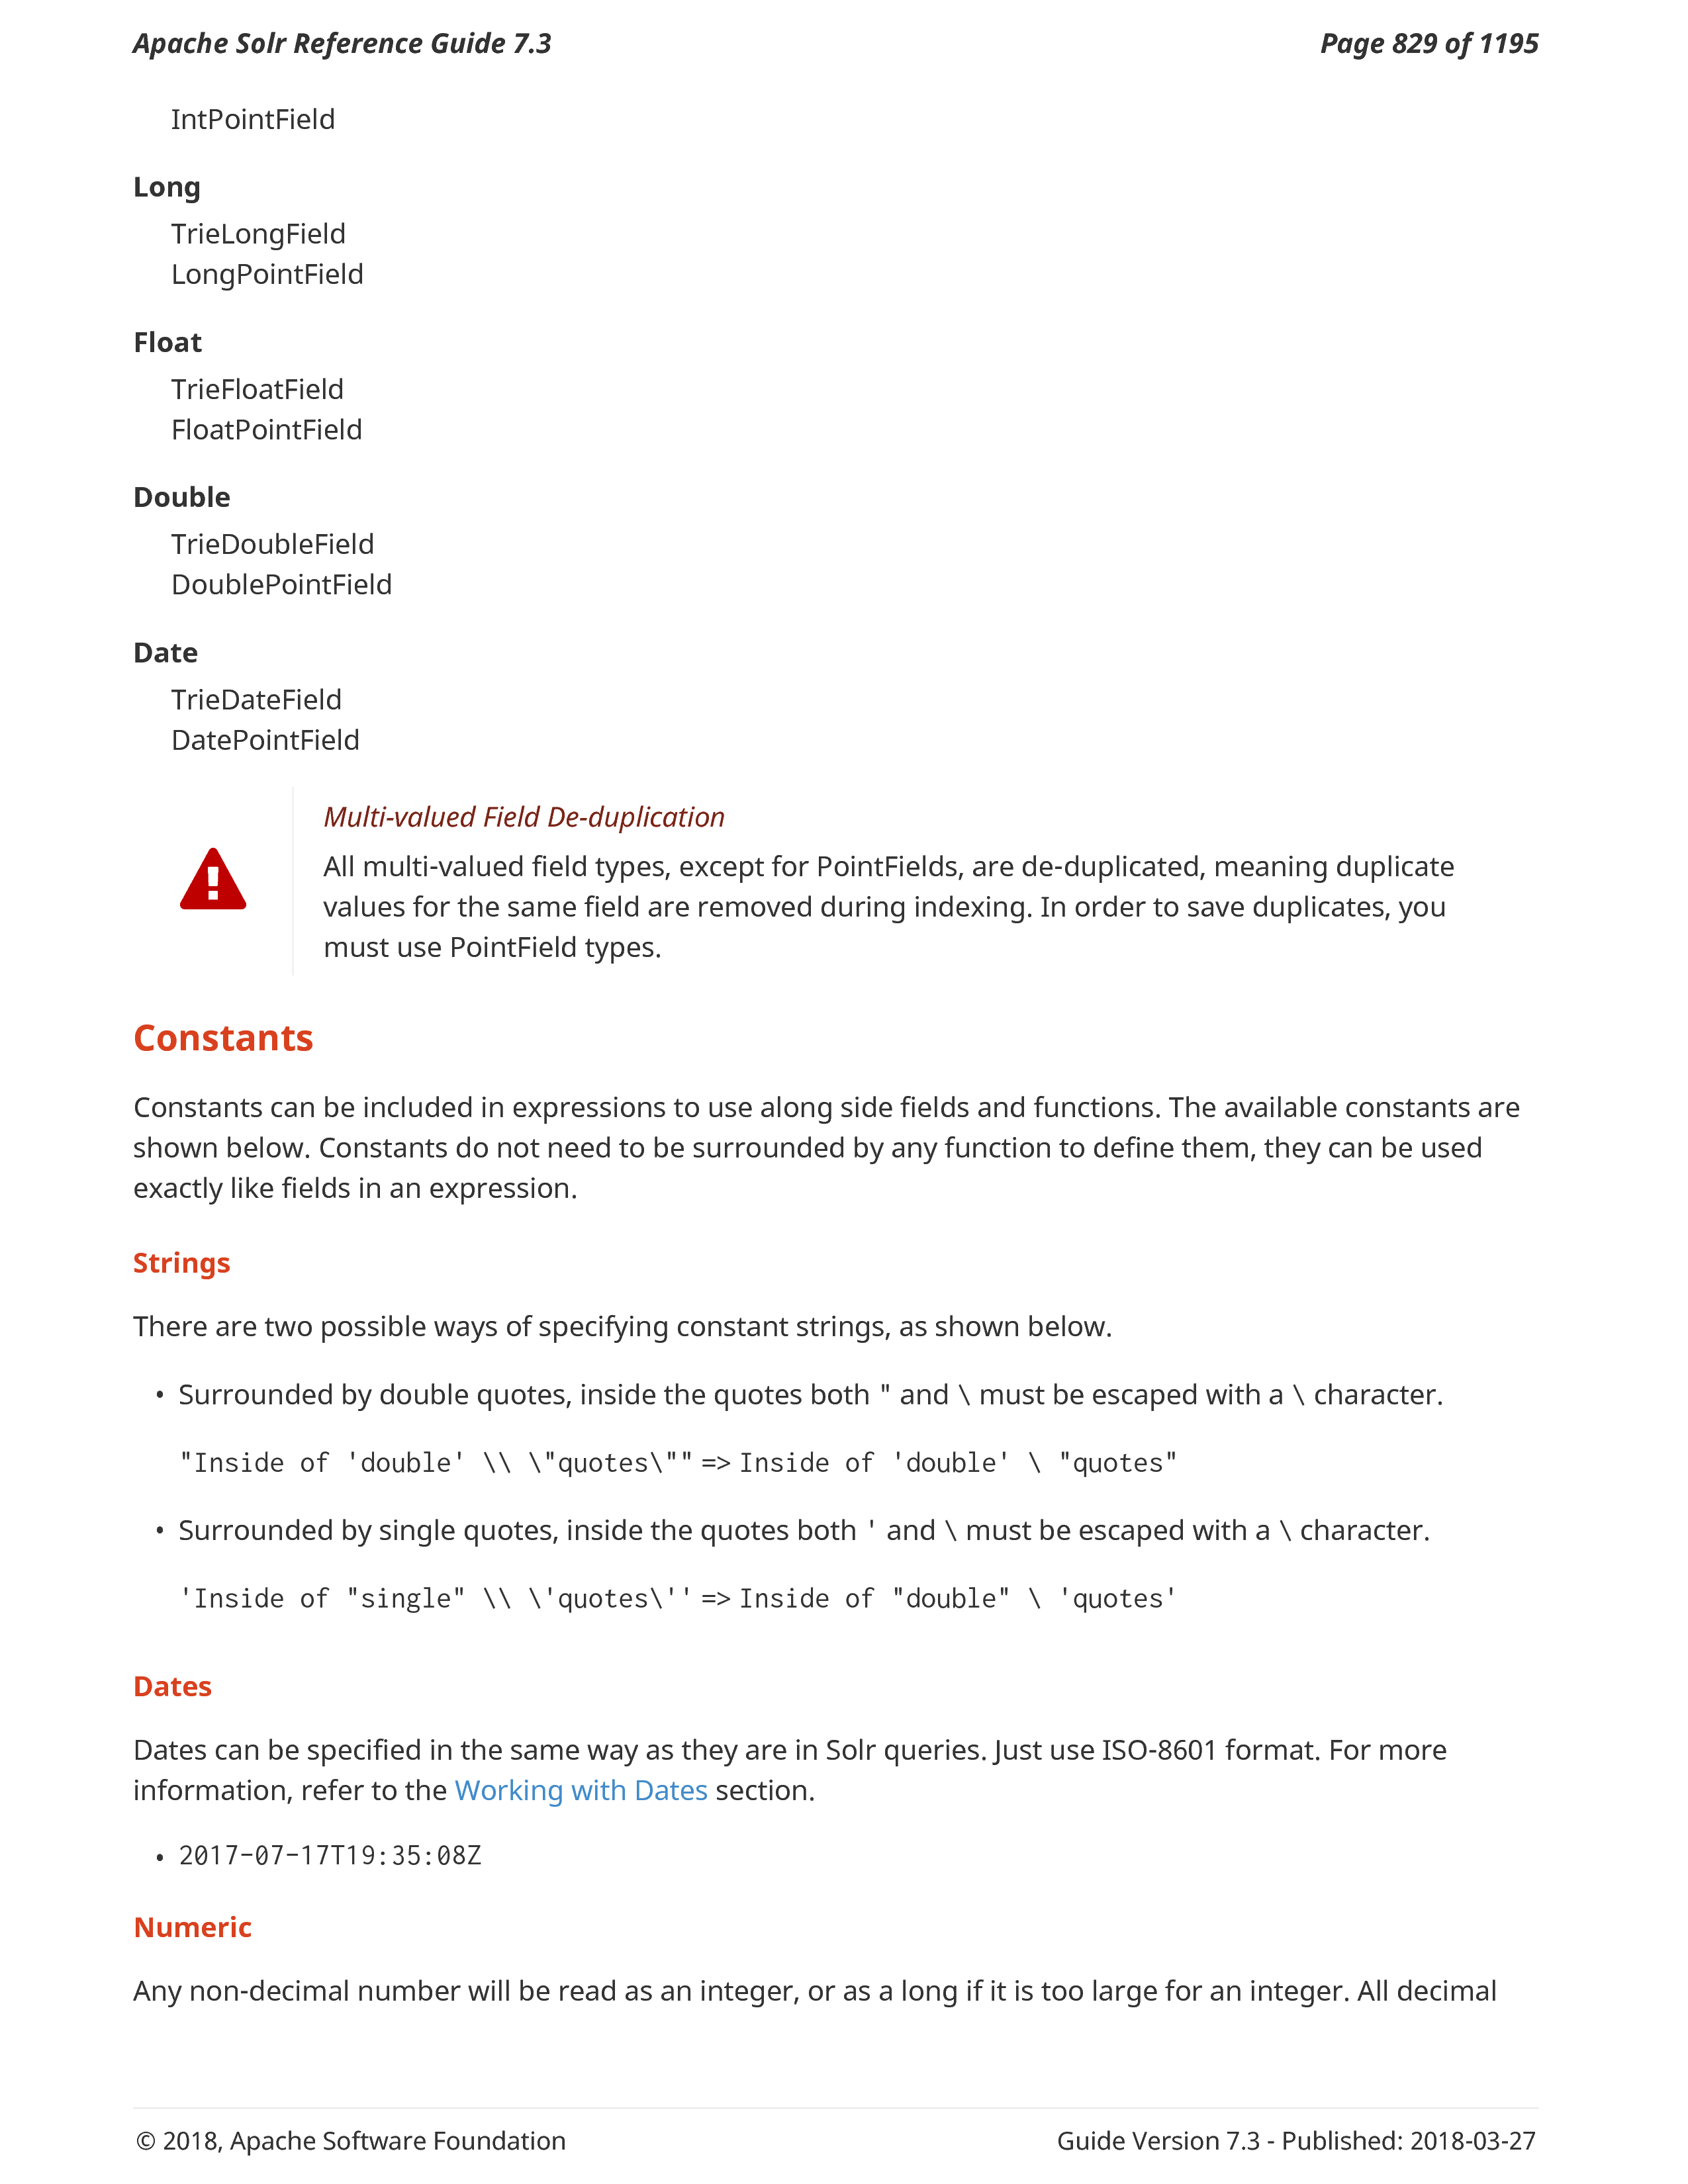 Apache Solr Reference Guide 7.3
Page 829 of 1195
IntPointField
Long
TrieLongField
LongPointField
Float
TrieFloatField
FloatPointField
Double
TrieDoubleField
DoublePointField
Date
TrieDateField
DatePointField
Multi-valued Field De-duplication
All multi-valued field types, except for PointFields, are de-duplicated, meaning duplicate
values for the same field are removed during indexing. In order to save duplicates, you
must use PointField types.
Constants
Constants can be included in expressions to use along side fields and functions. The available constants are
shown below. Constants do not need to be surrounded by any function to define them, they can be used
exactly like fields in an expression.
Strings
There are two possible ways of specifying constant strings, as shown below.
• Surrounded by double quotes, inside the quotes both " and \ must be escaped with a \ character.
"Inside of 'double' \\ \"quotes\"" => Inside of 'double' \ "quotes"
• Surrounded by single quotes, inside the quotes both ' and \ must be escaped with a \ character.
'Inside of "single" \\ \'quotes\'' => Inside of "double" \ 'quotes'
Dates
Dates can be specified in the same way as they are in Solr queries. Just use ISO-8601 format. For more
information, refer to the Working with Dates section.
• 2017-07-17T19:35:08Z
Numeric
Any non-decimal number will be read as an integer, or as a long if it is too large for an integer. All decimal
© 2018, Apache Software Foundation
Guide Version 7.3 - Published: 2018-03-27